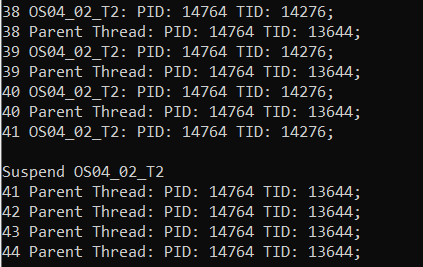 38 OS04_02_T2: PID: 14764 TID: 14276;
38 Parent Thread: PID: 14764 TID: 13644;
39 OS04_02_T2: PID: 14764 TID: 14276;
39 Parent Thread: PID: 14764 TID: 13644;
40 OS04_02_T2: PID: 14764 TID: 14276;
40 Parent Thread: PID: 14764 TID: 13644;
41 OS04_02_T2: PID: 14764 TID: 14276;

Suspend OS04_02_T2
41 Parent Thread: PID: 14764 TID: 13644;
42 Parent Thread: PID: 14764 TID: 13644;
43 Parent Thread: PID: 14764 TID: 13644;
44 Parent Thread: PID: 14764 TID: 13644;